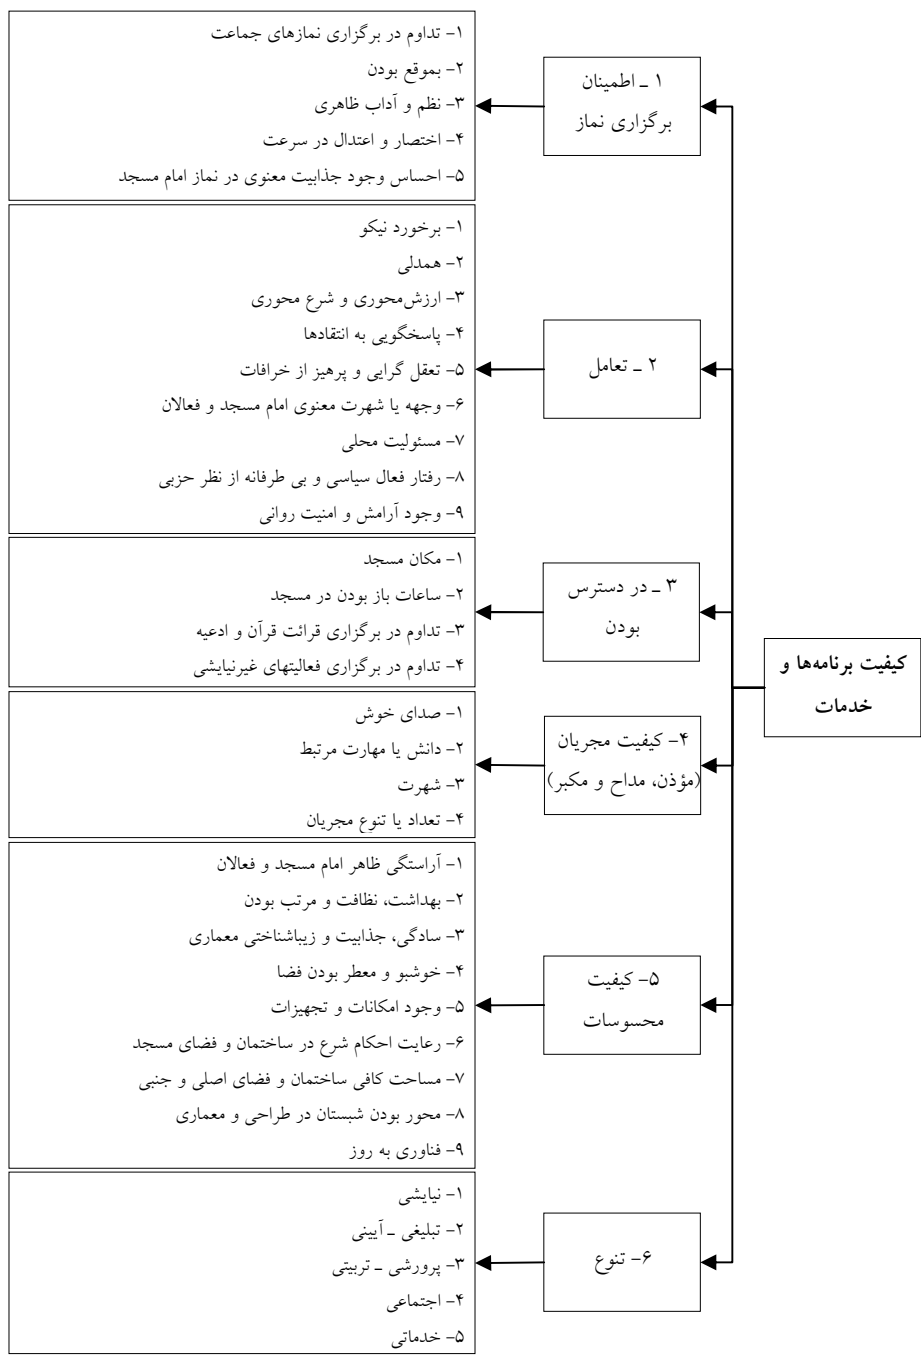 کیفیت برنامه‌ها و
خدمات
۱ ـ اطمینان
برگزاری نماز
۱- تداوم در برگزاری نمازهای جماعت
۲- بموقع بودن
۳- نظم و آداب ظاهری
۴- اختصار و اعتدال در سرعت
۵- احساس وجود جذابیت معنوی در نماز امام مسجد
۲ ـ تعامل
۱- برخورد نیکو
۲- همدلی
۳- ارزش‌محوری و شرع محوری
۴- پاسخگویی به انتقادها
۵- تعقل گرایی و پرهیز از خرافات
۶- وجهه یا شهرت معنوی امام مسجد و فعالان
۷- مسئولیت محلی
۸- رفتار فعال سیاسی و بی طرفانه از نظر حزبی
۹- وجود آرامش و امنیت روانی
۳ ـ در دسترس
بودن
۱- مکان مسجد
۲- ساعات باز بودن در مسجد
۳- تداوم در برگزاری قرائت قرآن و ادعیه
۴- تداوم در برگزاری فعالیتهای غیرنیایشی
۴- کیفیت مجریان
(مؤذن، مداح و مکبر)
۱- صدای خوش
۲- دانش یا مهارت مرتبط
۳- شهرت
۴- تعداد یا تنوع مجریان
۵- کیفیت
محسوسات
۱- آراستگی ظاهر امام مسجد و فعالان
۲- بهداشت، نظافت و مرتب بودن
۳- سادگی، جذابیت و زیباشناختی معماری
۴- خوشبو و معطر بودن فضا
۵- وجود امکانات و تجهیزات
۶- رعایت احکام شرع در ساختمان و فضای مسجد
۷- مساحت کافی ساختمان و فضای اصلی و جنبی
۸- محور بودن شبستان در طراحی و معماری
۹- فناوری به روز
۶- تنوع
۱- نیایشی
۲- تبلیغی ـ آیینی
۳- پرورشی ـ تربیتی
۴- اجتماعی
۵- خدماتی